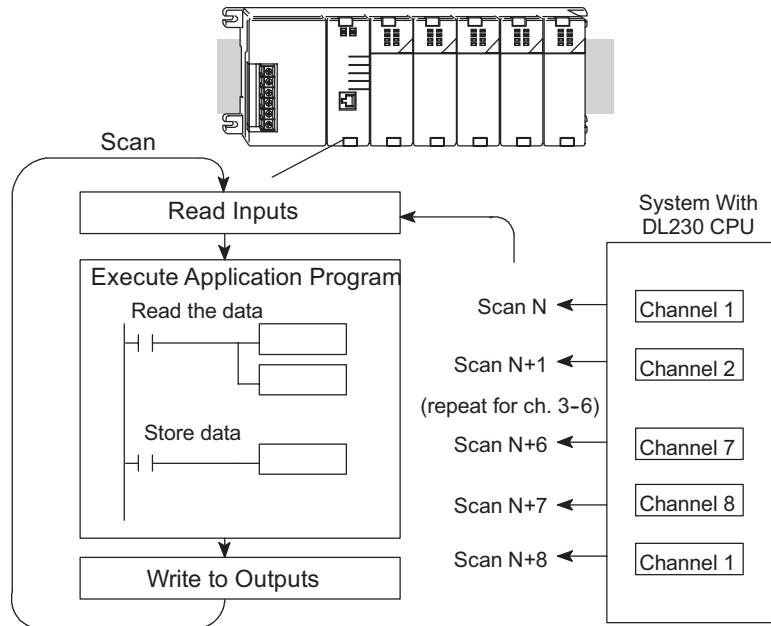 Scan
Read Inputs
Execute Application Program
Read the data
Store data
Write to Outputs
System With
DL230 CPU
Scan N
Channel 1
Scan N+1
Channel 2
(repeat for ch. 3-6)
Scan N+6
Channel 7
Scan N+7
Channel 8
Scan N+8
Channel 1